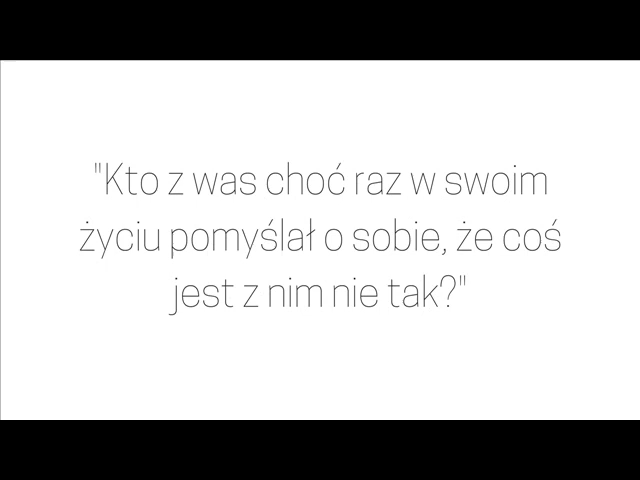 "Kto z was choć raz w swoim
życiu pomyślał o sobie, że coś
jest z nim nie tak?"